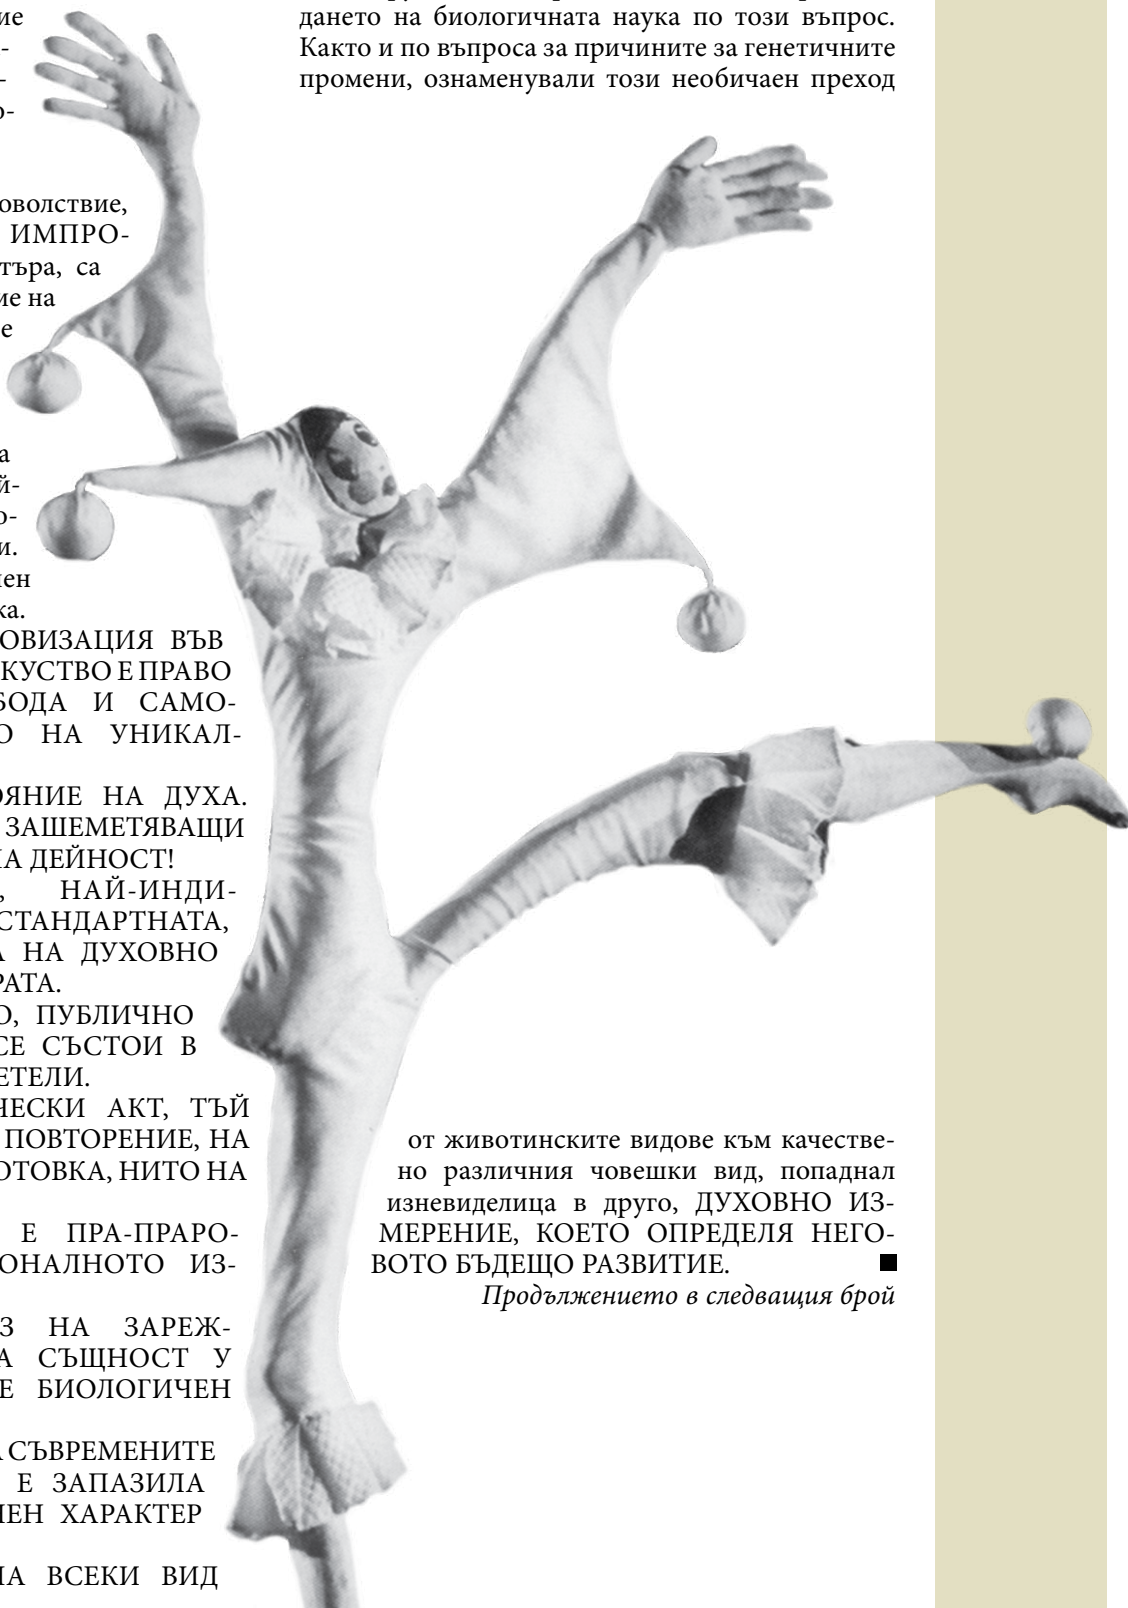 ие
-
-
о-
оволствие,
ИМПРО-
търа, са
ие на
е
а
й-
о-
и.
ен
ка.
ОВИЗАЦИЯ ВЪВ
КУСТВО Е ПРАВО
БОДА И САМО-
О НА УНИКАЛ-
ОЯНИЕ НА ДУХА.
ЗАШЕМЕТЯВАЩИ
НА ДЕЙНОСТ!
, НАЙ-ИНДИ-
СТАНДАРТНАТА,
А НА ДУХОВНО
РАТА.
О, ПУБЛИЧНО
СЕ СЪСТОИ В
ЕТЕЛИ.
ЧЕСКИ АКТ, ТЪЙ
ПОВТОРЕНИЕ, НА
ОТОВКА, НИТО НА
Е ПРА-ПРАРО-
ОНАЛНОТО ИЗ-
З НА ЗАРЕЖ-
А СЪЩНОСТ У
Е БИОЛОГИЧЕН
А СЪВРЕМЕНИТЕ
Е ЗАПАЗИЛА
ЕН ХАРАКТЕР
НА ВСЕКИ ВИД
дането на биологичната наука по този въпрос.
Както и по въпроса за причините за генетичните
промени, ознаменували този необичаен преход
от животинските видове към качестве-
но различния човешки вид, попаднал
изневиделица в друго, ДУХОВНО ИЗ-
МЕРЕНИЕ, КОЕТО ОПРЕДЕЛЯ НЕГО-
ВОТО БЪДЕЩО РАЗВИТИЕ.
Продължението в следващия брой